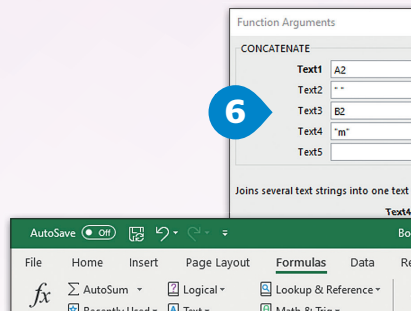 Function Arguments
CONCATENATE
Text1 A2
Text2 " "
6
Text3 B2
Text4 "m"
Text5
Joins several text strings into one text
Text4
AutoSave Off
File Home Insert Page Layout Formulas Data
fx AutoSum Logical Lookup & Reference
Recently Used Text Math & Trig